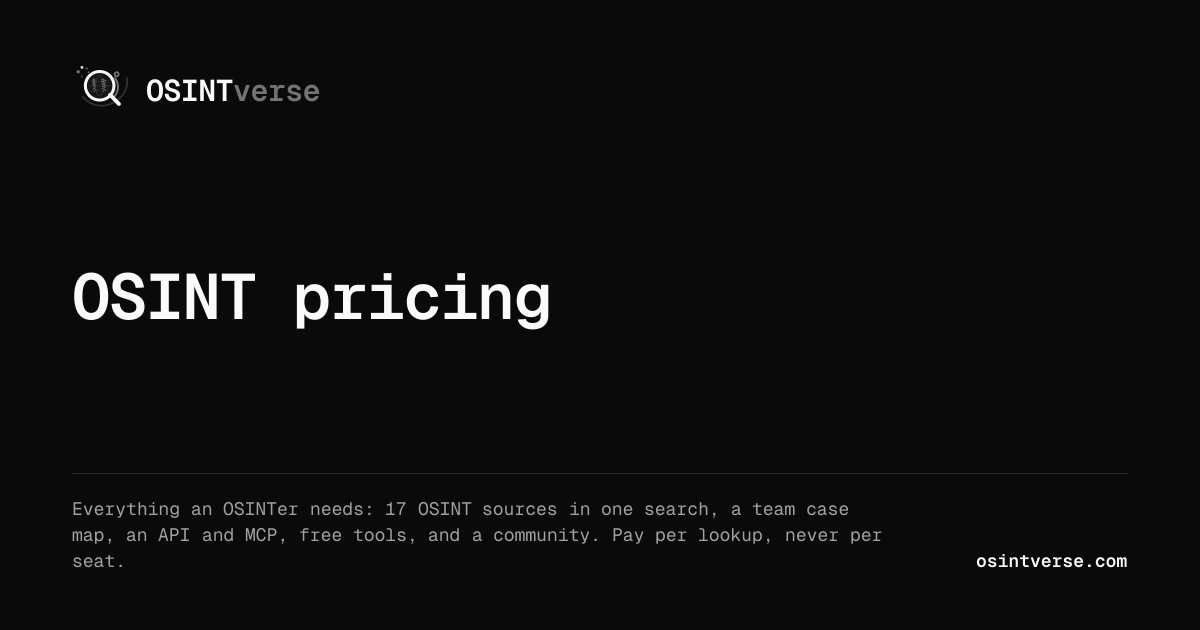 OSINTverse
OSINT pricing
Everything an OSINTer needs: 17 OSINT sources in one search, a team case
map, an API and MCP, free tools, and a community. Pay per lookup, never per
seat.
osintverse.com